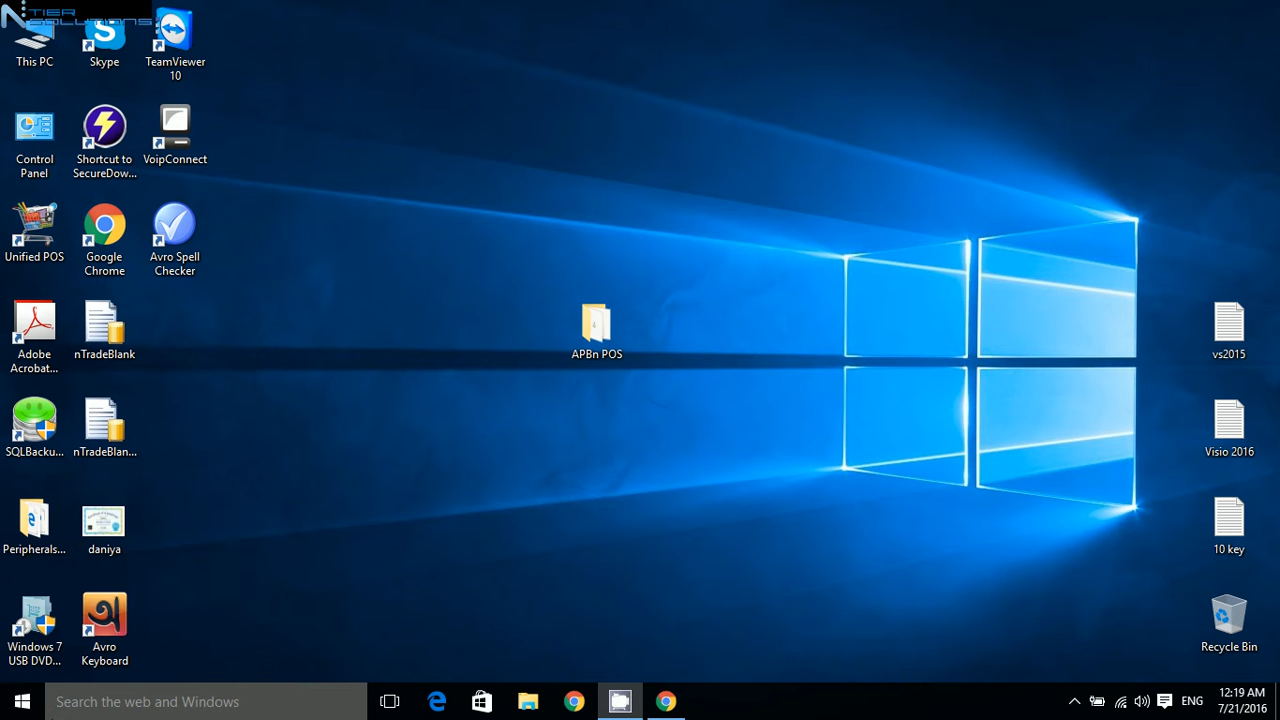 TIER
SOLUTIONS
This PC
Skype
TeamViewer
10
Control
Panel
Shortcut to
SecureDow...
VoipConnect
Unified POS
Google
Chrome
Avro Spell
Checker
Adobe
Acrobat...
nTradeBlank
APBn POS
vs2015
SQLBacku...
nTradeBlan...
Visio 2016
Peripherals...
daniya
10 key
Windows 7
USB DVD...
Avro
Keyboard
Recycle Bin
Search the web and Windows
ENG
12:19 AM
7/21/2016